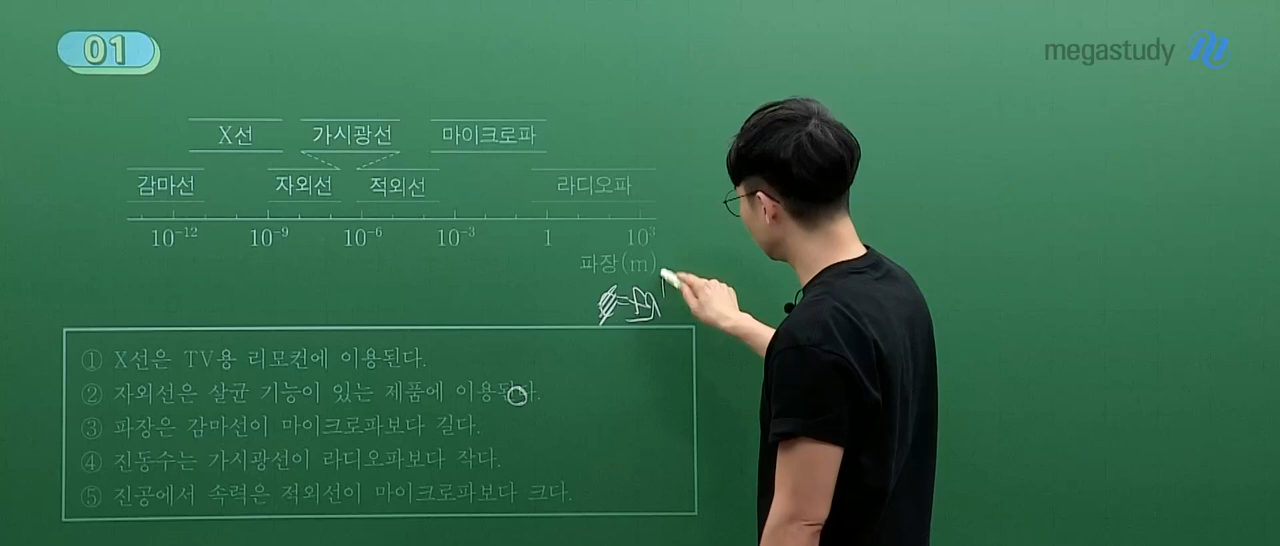 01
megastudy
X선 가시광선 마이크로파
감마선 자외선 적외선 라디오파
10⁻¹² 10⁻⁹ 10⁻⁶ 10⁻³ 1 10³
파장(m)
① X선은 TV용 리모컨에 이용된다.
② 자외선은 살균 기능이 있는 제품에 이용된다.
③ 파장은 감마선이 마이크로파보다 길다.
④ 진동수는 가시광선이 라디오파보다 작다.
⑤ 진공에서 속력은 적외선이 마이크로파보다 크다.